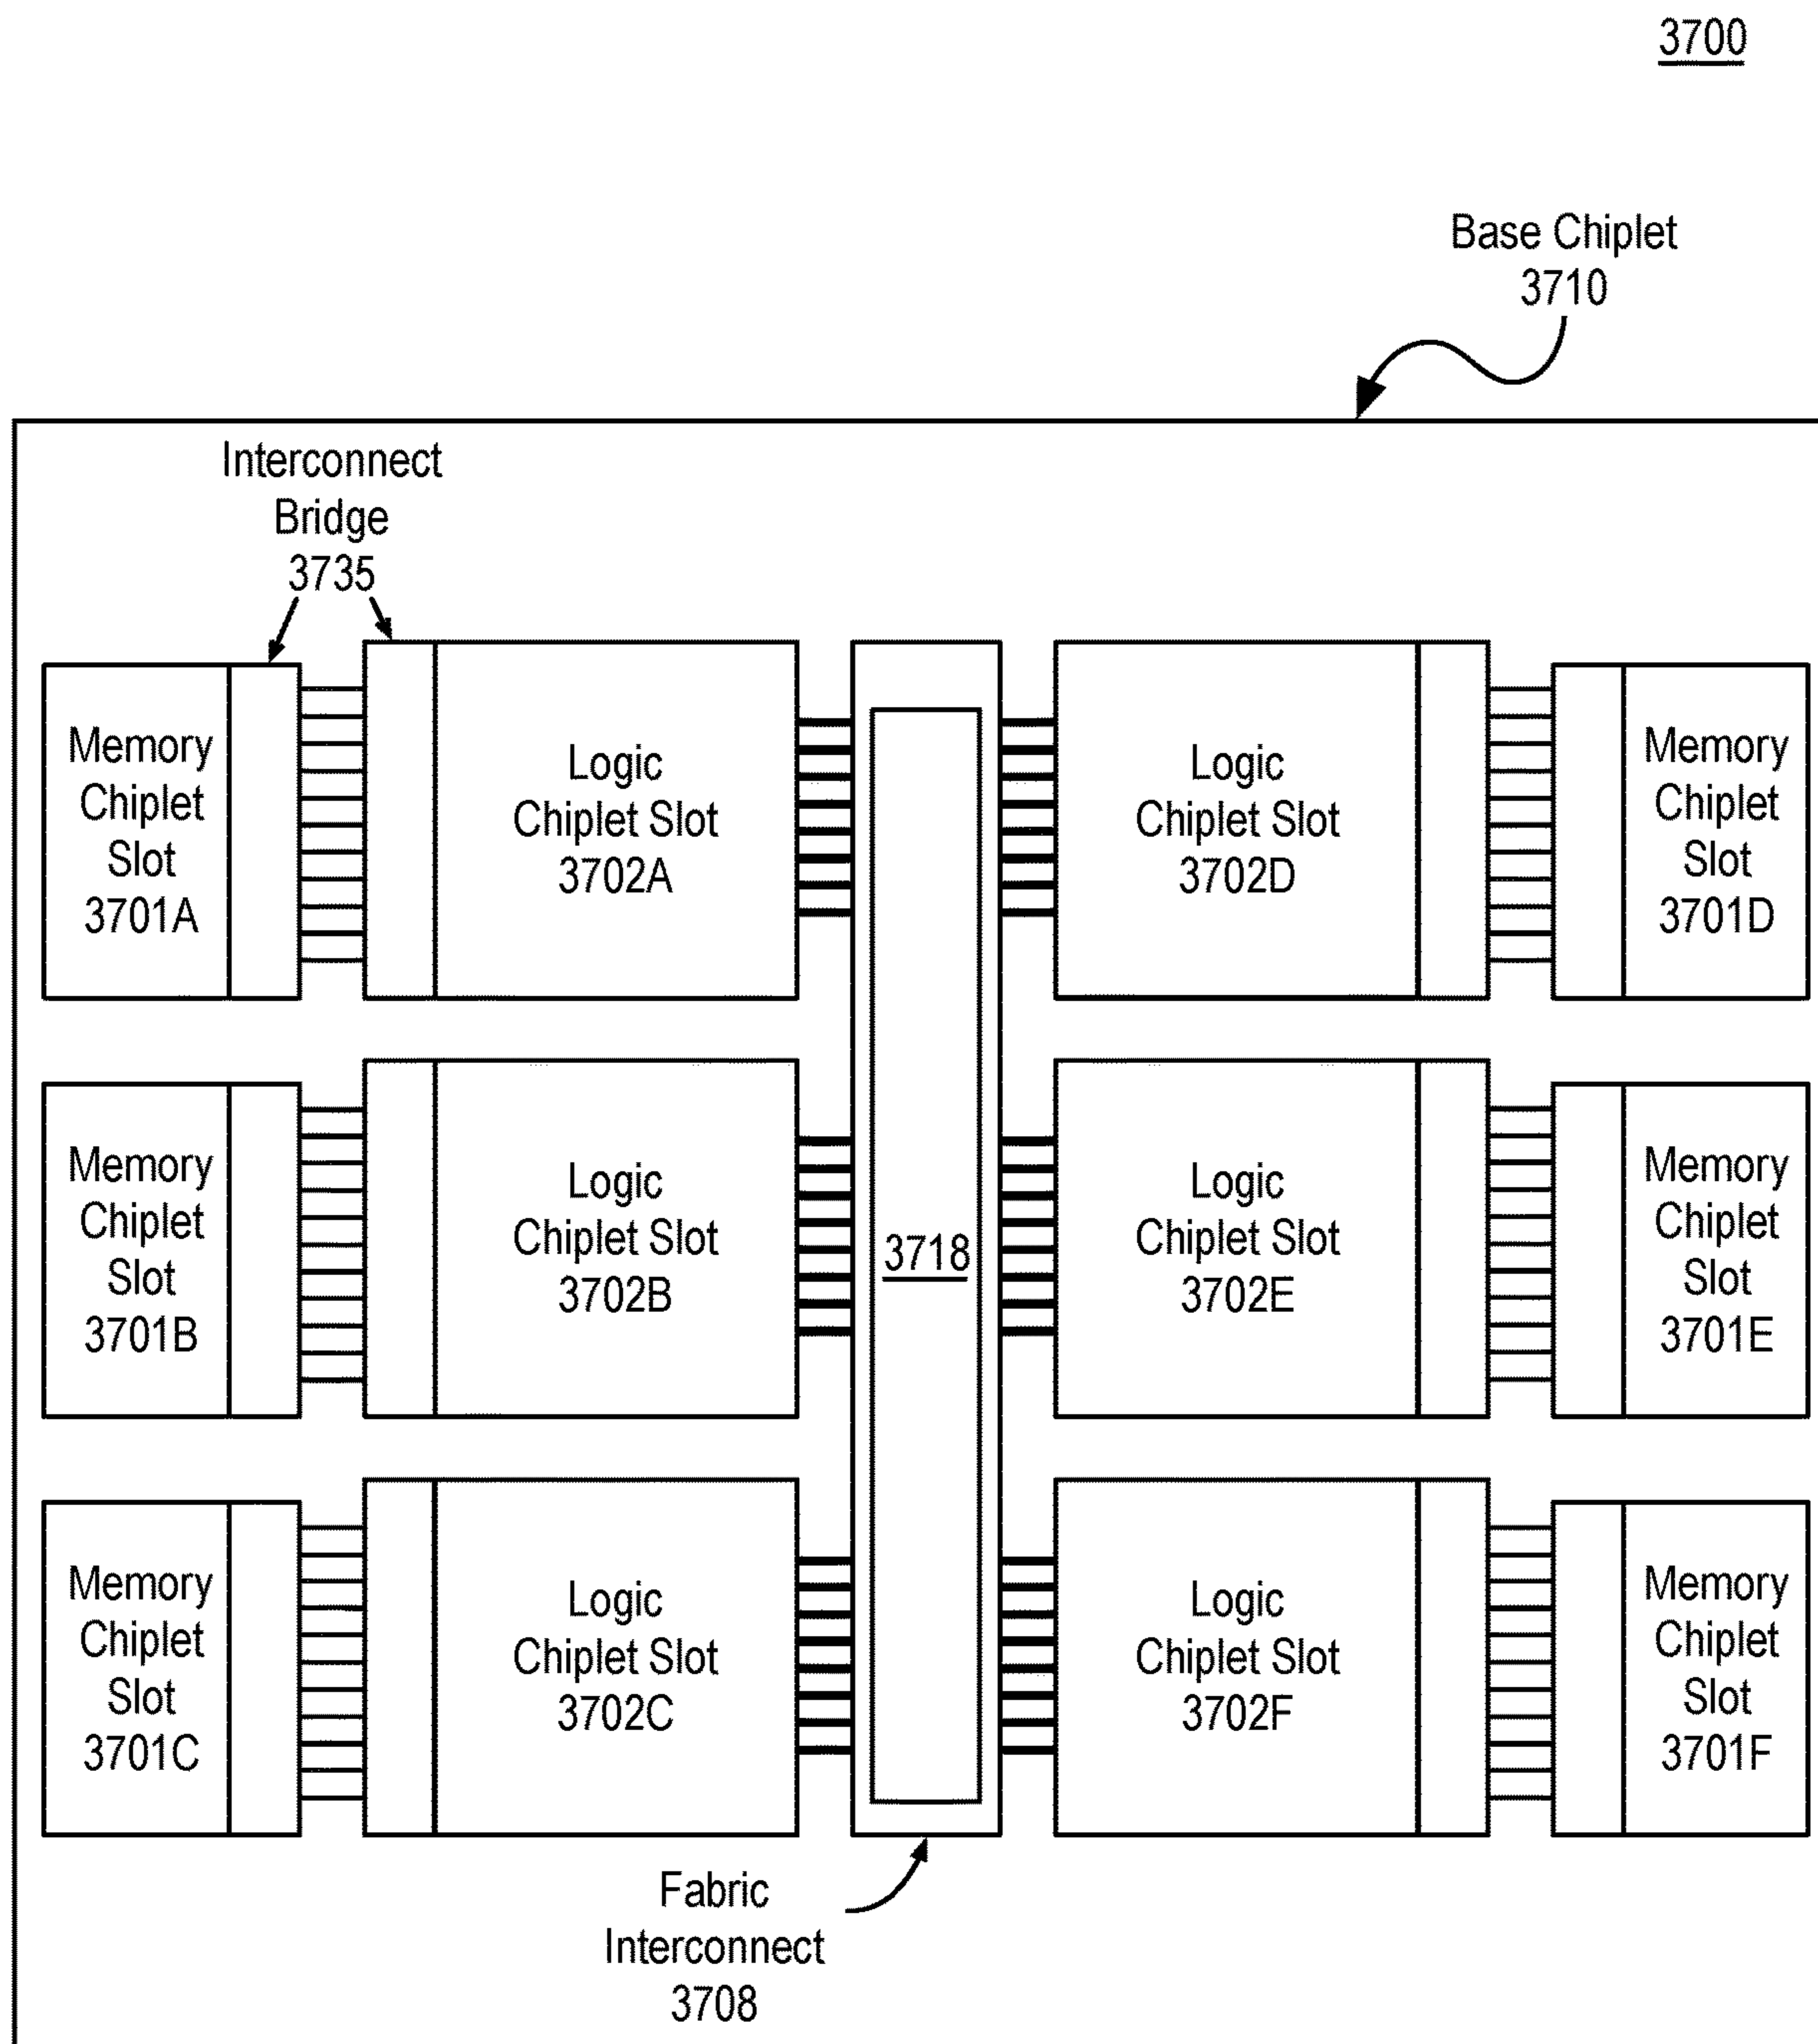 3700
Base Chiplet
3710
Interconnect
Bridge
3735
Memory
Chiplet
Slot
3701A
Logic
Chiplet Slot
3702A
Logic
Chiplet Slot
3702D
Memory
Chiplet
Slot
3701D
Memory
Chiplet
Slot
3701B
Logic
Chiplet Slot
3702B
3718
Logic
Chiplet Slot
3702E
Memory
Chiplet
Slot
3701E
Memory
Chiplet
Slot
3701C
Logic
Chiplet Slot
3702C
Logic
Chiplet Slot
3702F
Memory
Chiplet
Slot
3701F
Fabric
Interconnect
3708